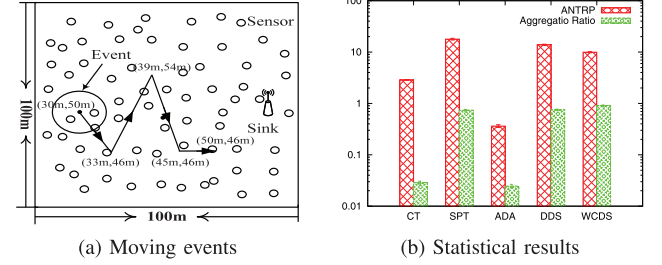 Sensor
Event
(39m,54m)
(30m,50m)
Sink
(50m,46m)
(33m,46m)
(45m,46m)
100m
100m
(a) Moving events
ANTRP
Aggregatio Ratio
100
10
1
0.1
0.01
CT SPT ADA DDS WCDS
(b) Statistical results